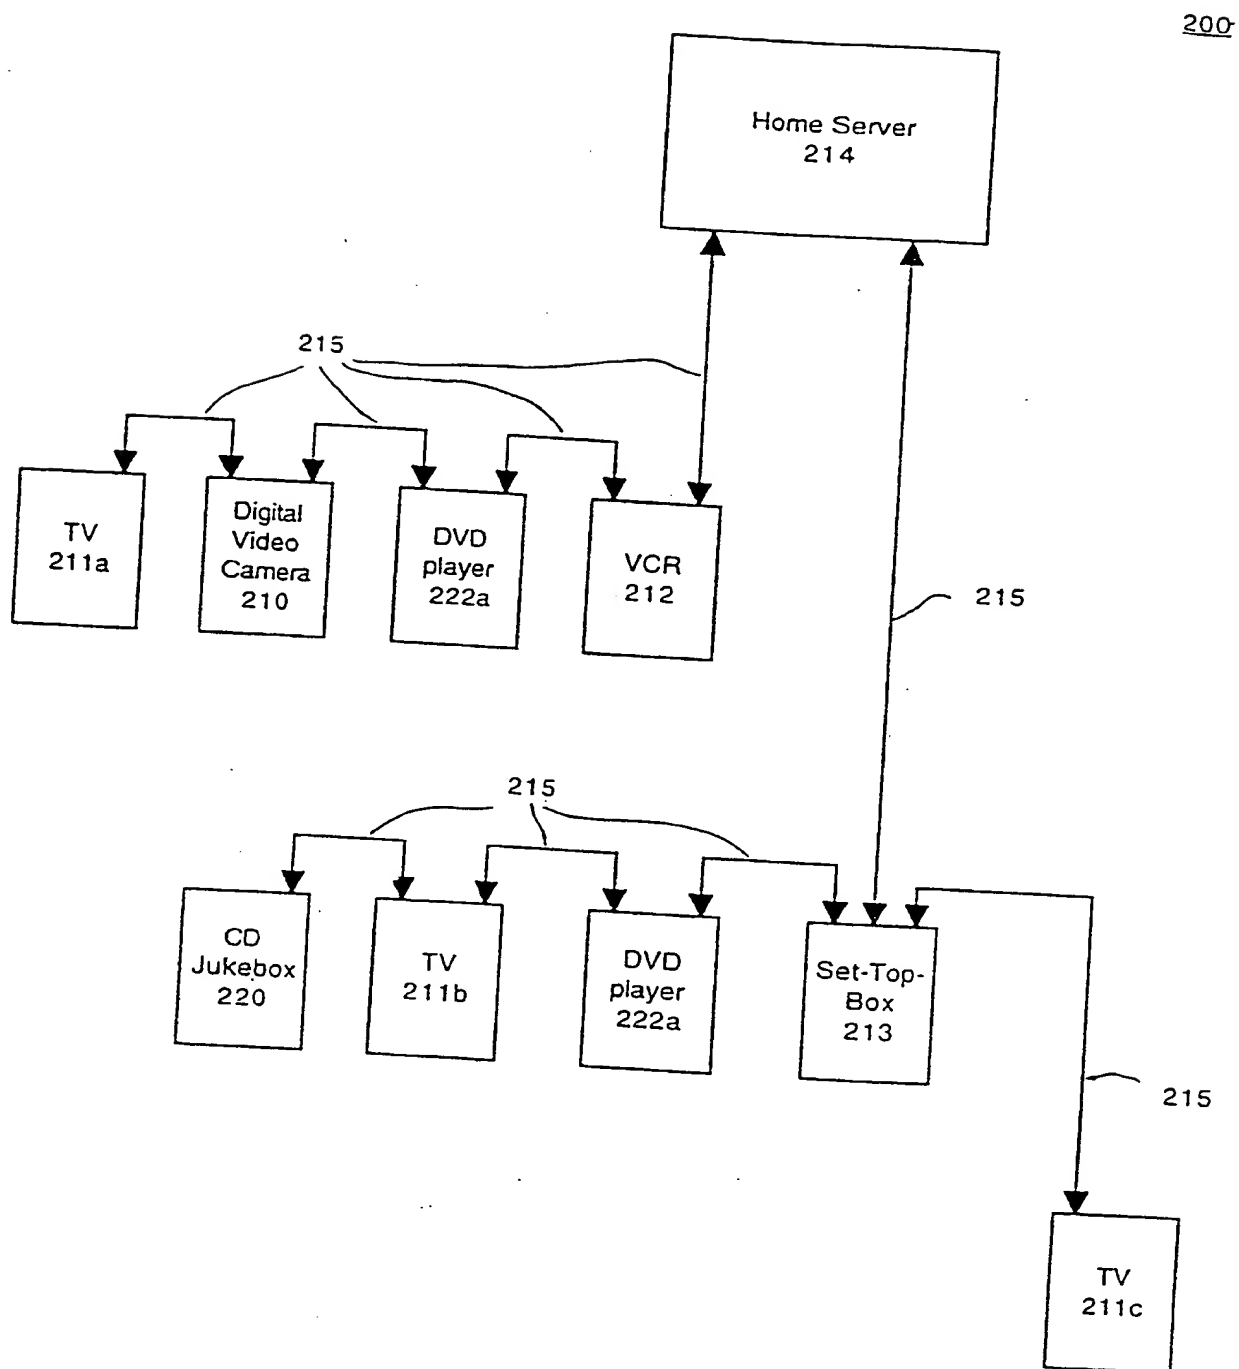 200
Home Server
214
215
TV
211a
Digital
Video
Camera
210
DVD
player
222a
VCR
212
215
215
CD
Jukebox
220
TV
211b
DVD
player
222a
Set-Top-
Box
213
215
TV
211c